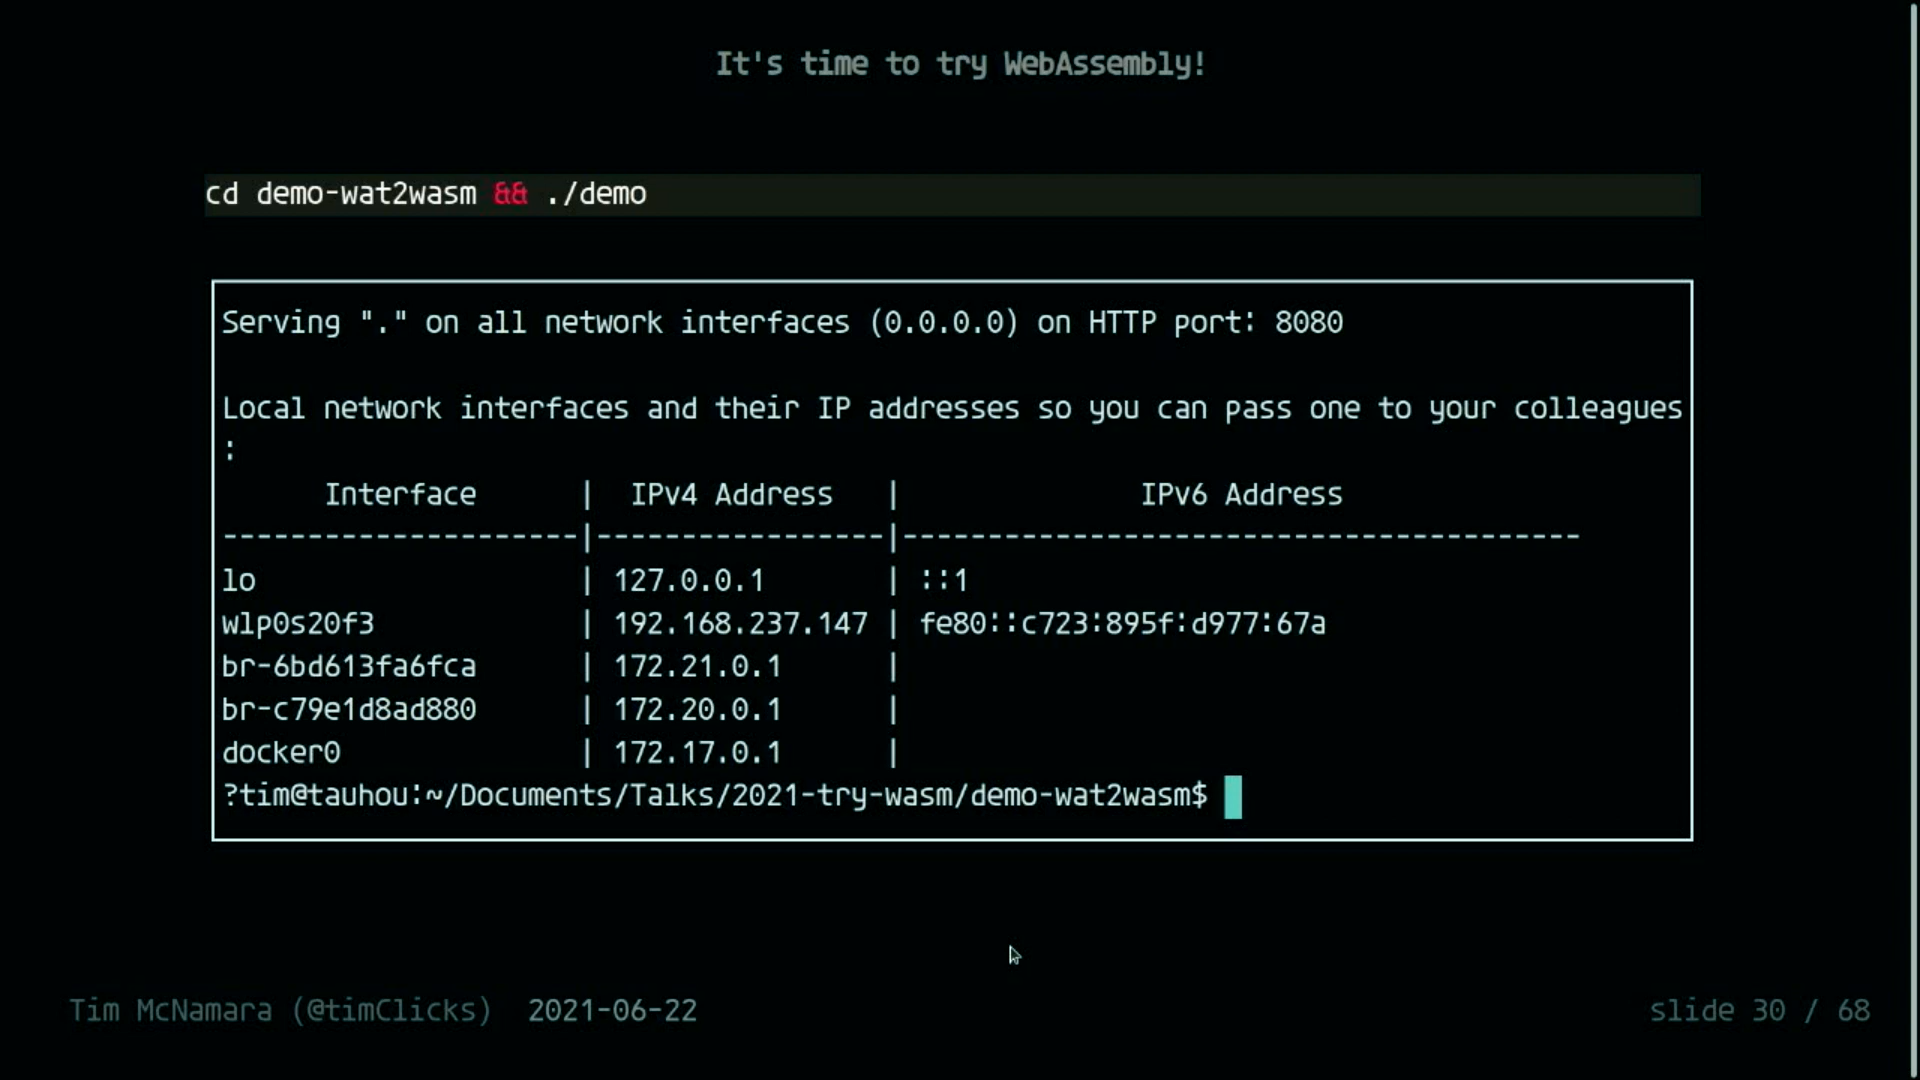 It's time to try WebAssembly!
cd demo-wat2wasm && ./demo
Serving "." on all network interfaces (0.0.0.0) on HTTP port: 8080
Local network interfaces and their IP addresses so you can pass one to your colleagues
:
Interface | IPv4 Address | IPv6 Address
---------------------|-----------------|----------------------------------------
lo | 127.0.0.1 | ::1
wlp0s20f3 | 192.168.237.147 | fe80::c723:895f:d977:67a
br-6bd613fa6fca | 172.21.0.1 |
br-c79e1d8ad880 | 172.20.0.1 |
docker0 | 172.17.0.1 |
?tim@tauhou:~/Documents/Talks/2021-try-wasm/demo-wat2wasm$
Tim McNamara (@timClicks) 2021-06-22
slide 30 / 68